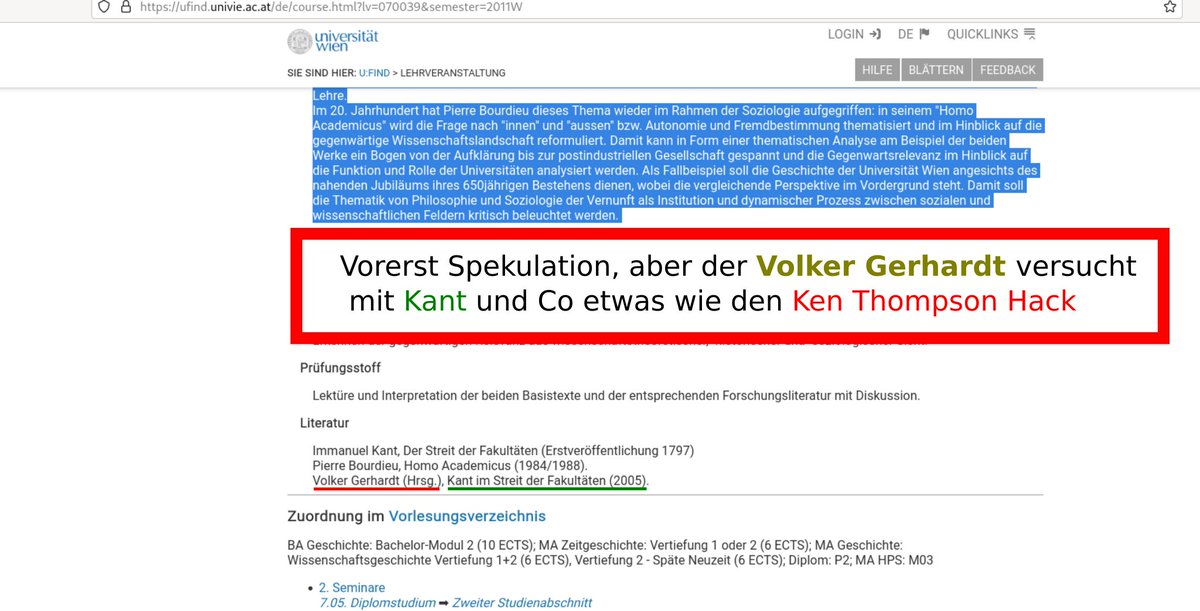 https://ufind.univie.ac.at/de/course.html?lv=070039&semester=2011W
universität
wien
LOGIN DE QUICKLINKS
SIE SIND HIER: U:FIND > LEHRVERANSTALTUNG
HILFE BLÄTTERN FEEDBACK
Lehre.
Im 20. Jahrhundert hat Pierre Bourdieu dieses Thema wieder im Rahmen der Soziologie aufgegriffen: in seinem "Homo
Academicus" wird die Frage nach "innen" und "aussen" bzw. Autonomie und Fremdbestimmung thematisiert und im Hinblick auf die
gegenwärtige Wissenschaftslandschaft reformuliert. Damit kann in Form einer thematischen Analyse am Beispiel der beiden
Werke ein Bogen von der Aufklärung bis zur postindustriellen Gesellschaft gespannt und die Gegenwartsrelevanz im Hinblick auf
die Funktion und Rolle der Universitäten analysiert werden. Als Fallbeispiel soll die Geschichte der Universität Wien angesichts des
nahenden Jubiläums ihres 650jährigen Bestehens dienen, wobei die vergleichende Perspektive im Vordergrund steht. Damit soll
die Thematik von Philosophie und Soziologie der Vernunft als Institution und dynamischer Prozess zwischen sozialen und
wissenschaftlichen Feldern kritisch beleuchtet werden.
Vorerst Spekulation, aber der Volker Gerhardt versucht
mit Kant und Co etwas wie den Ken Thompson Hack
Prüfungsstoff
Lektüre und Interpretation der beiden Basistexte und der entsprechenden Forschungsliteratur mit Diskussion.
Literatur
Immanuel Kant, Der Streit der Fakultäten (Erstveröffentlichung 1797)
Pierre Bourdieu, Homo Academicus (1984/1988).
Volker Gerhardt (Hrsg.), Kant im Streit der Fakultäten (2005).
Zuordnung im Vorlesungsverzeichnis
BA Geschichte: Bachelor-Modul 2 (10 ECTS); MA Zeitgeschichte: Vertiefung 1 oder 2 (6 ECTS); MA Geschichte:
Wissenschaftsgeschichte Vertiefung 1+2 (6 ECTS), Vertiefung 2 - Späte Neuzeit (6 ECTS); Diplom: P2; MA HPS: M03
• 2. Seminare
7.05. Diplomstudium ➡ Zweiter Studienabschnitt